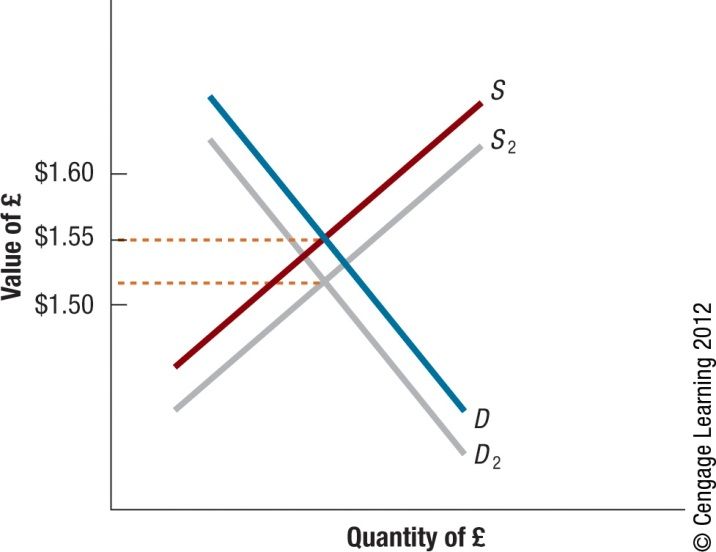 S
S2
$1.60
$1.55
$1.50
Value of £
D
D2
Quantity of £
© Cengage Learning 2012